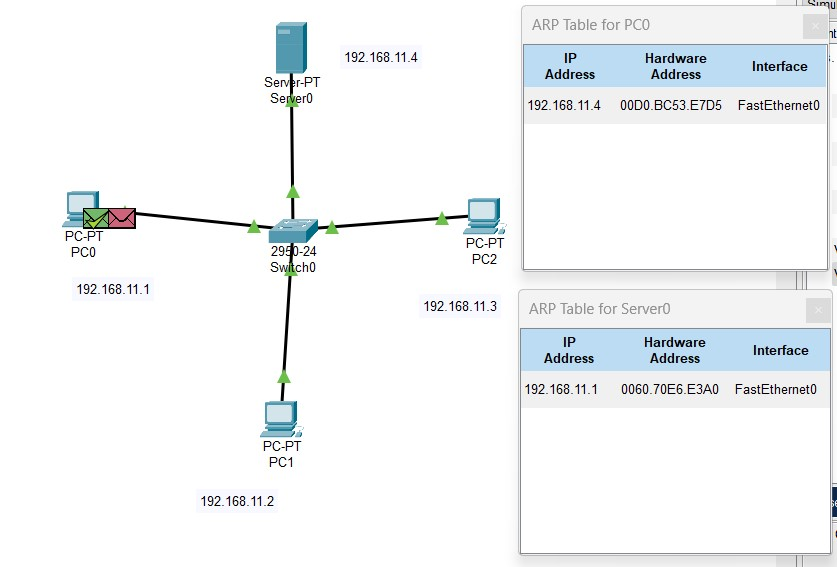 Server-PT
Server0
192.168.11.4
PC-PT
PC0
192.168.11.1
2950-24
Switch0
PC-PT
PC2
192.168.11.3
PC-PT
PC1
192.168.11.2
ARP Table for PC0
IP Address
Hardware Address
Interface
192.168.11.4 00D0.BC53.E7D5 FastEthernet0
ARP Table for Server0
IP Address
Hardware Address
Interface
192.168.11.1 0060.70E6.E3A0 FastEthernet0